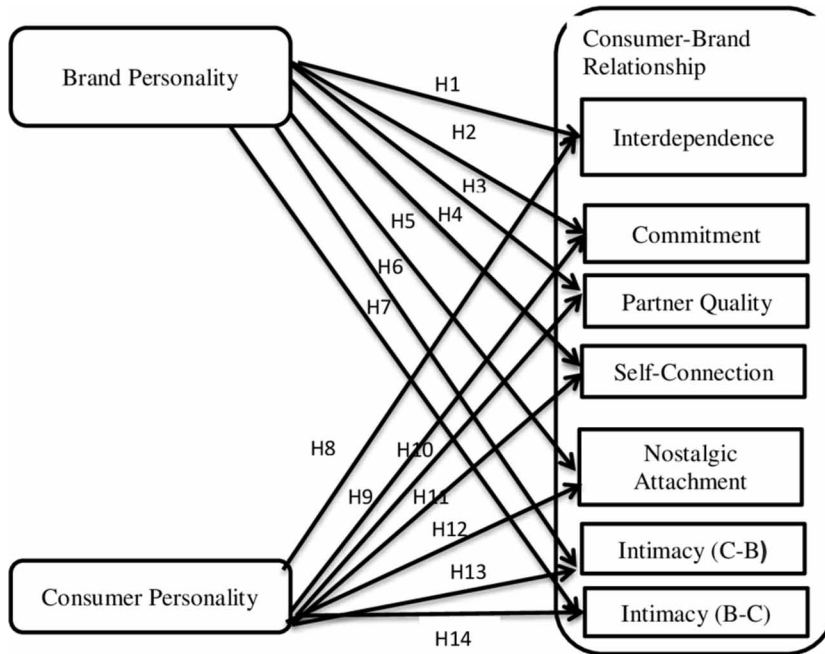 Brand Personality
Consumer-Brand
Relationship
H1
H2
H3
H4
H5
H6
H7
Interdependence
Commitment
Partner Quality
Self-Connection
Nostalgic
Attachment
Intimacy (C-B)
Intimacy (B-C)
H8
H9
H10
H11
H12
H13
H14
Consumer Personality